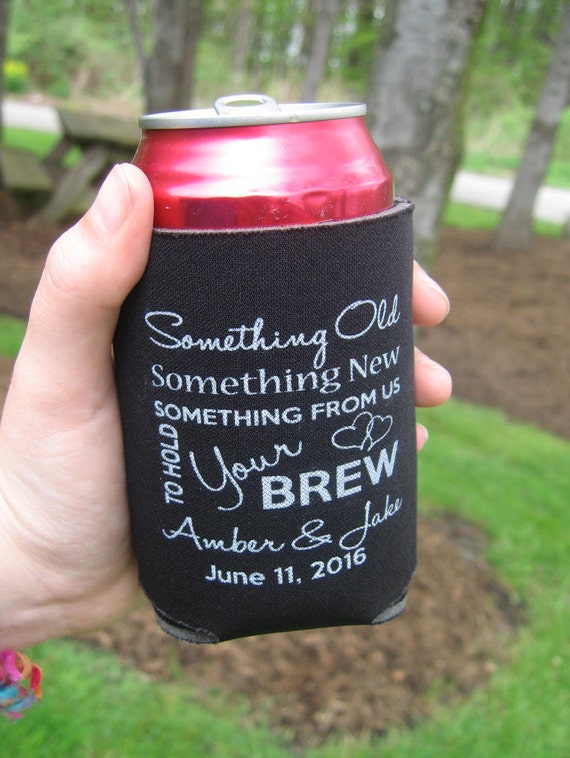 Something Old
Something New
SOMETHING FROM US
TO HOLD
Your
BREW
Amber & Jake
June 11, 2016